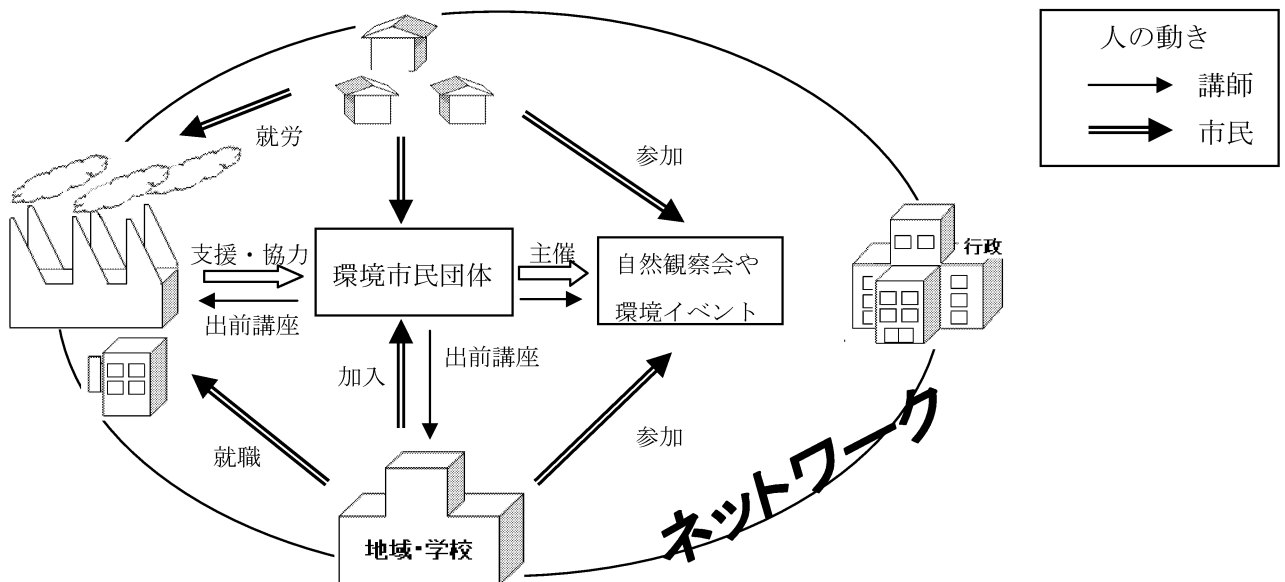 人の動き
講師
市民
就労
参加
行政
支援・協力
環境市民団体
主催
自然観察会や
環境イベント
出前講座
加入
出前講座
就職
参加
地域・学校
ネットワーク